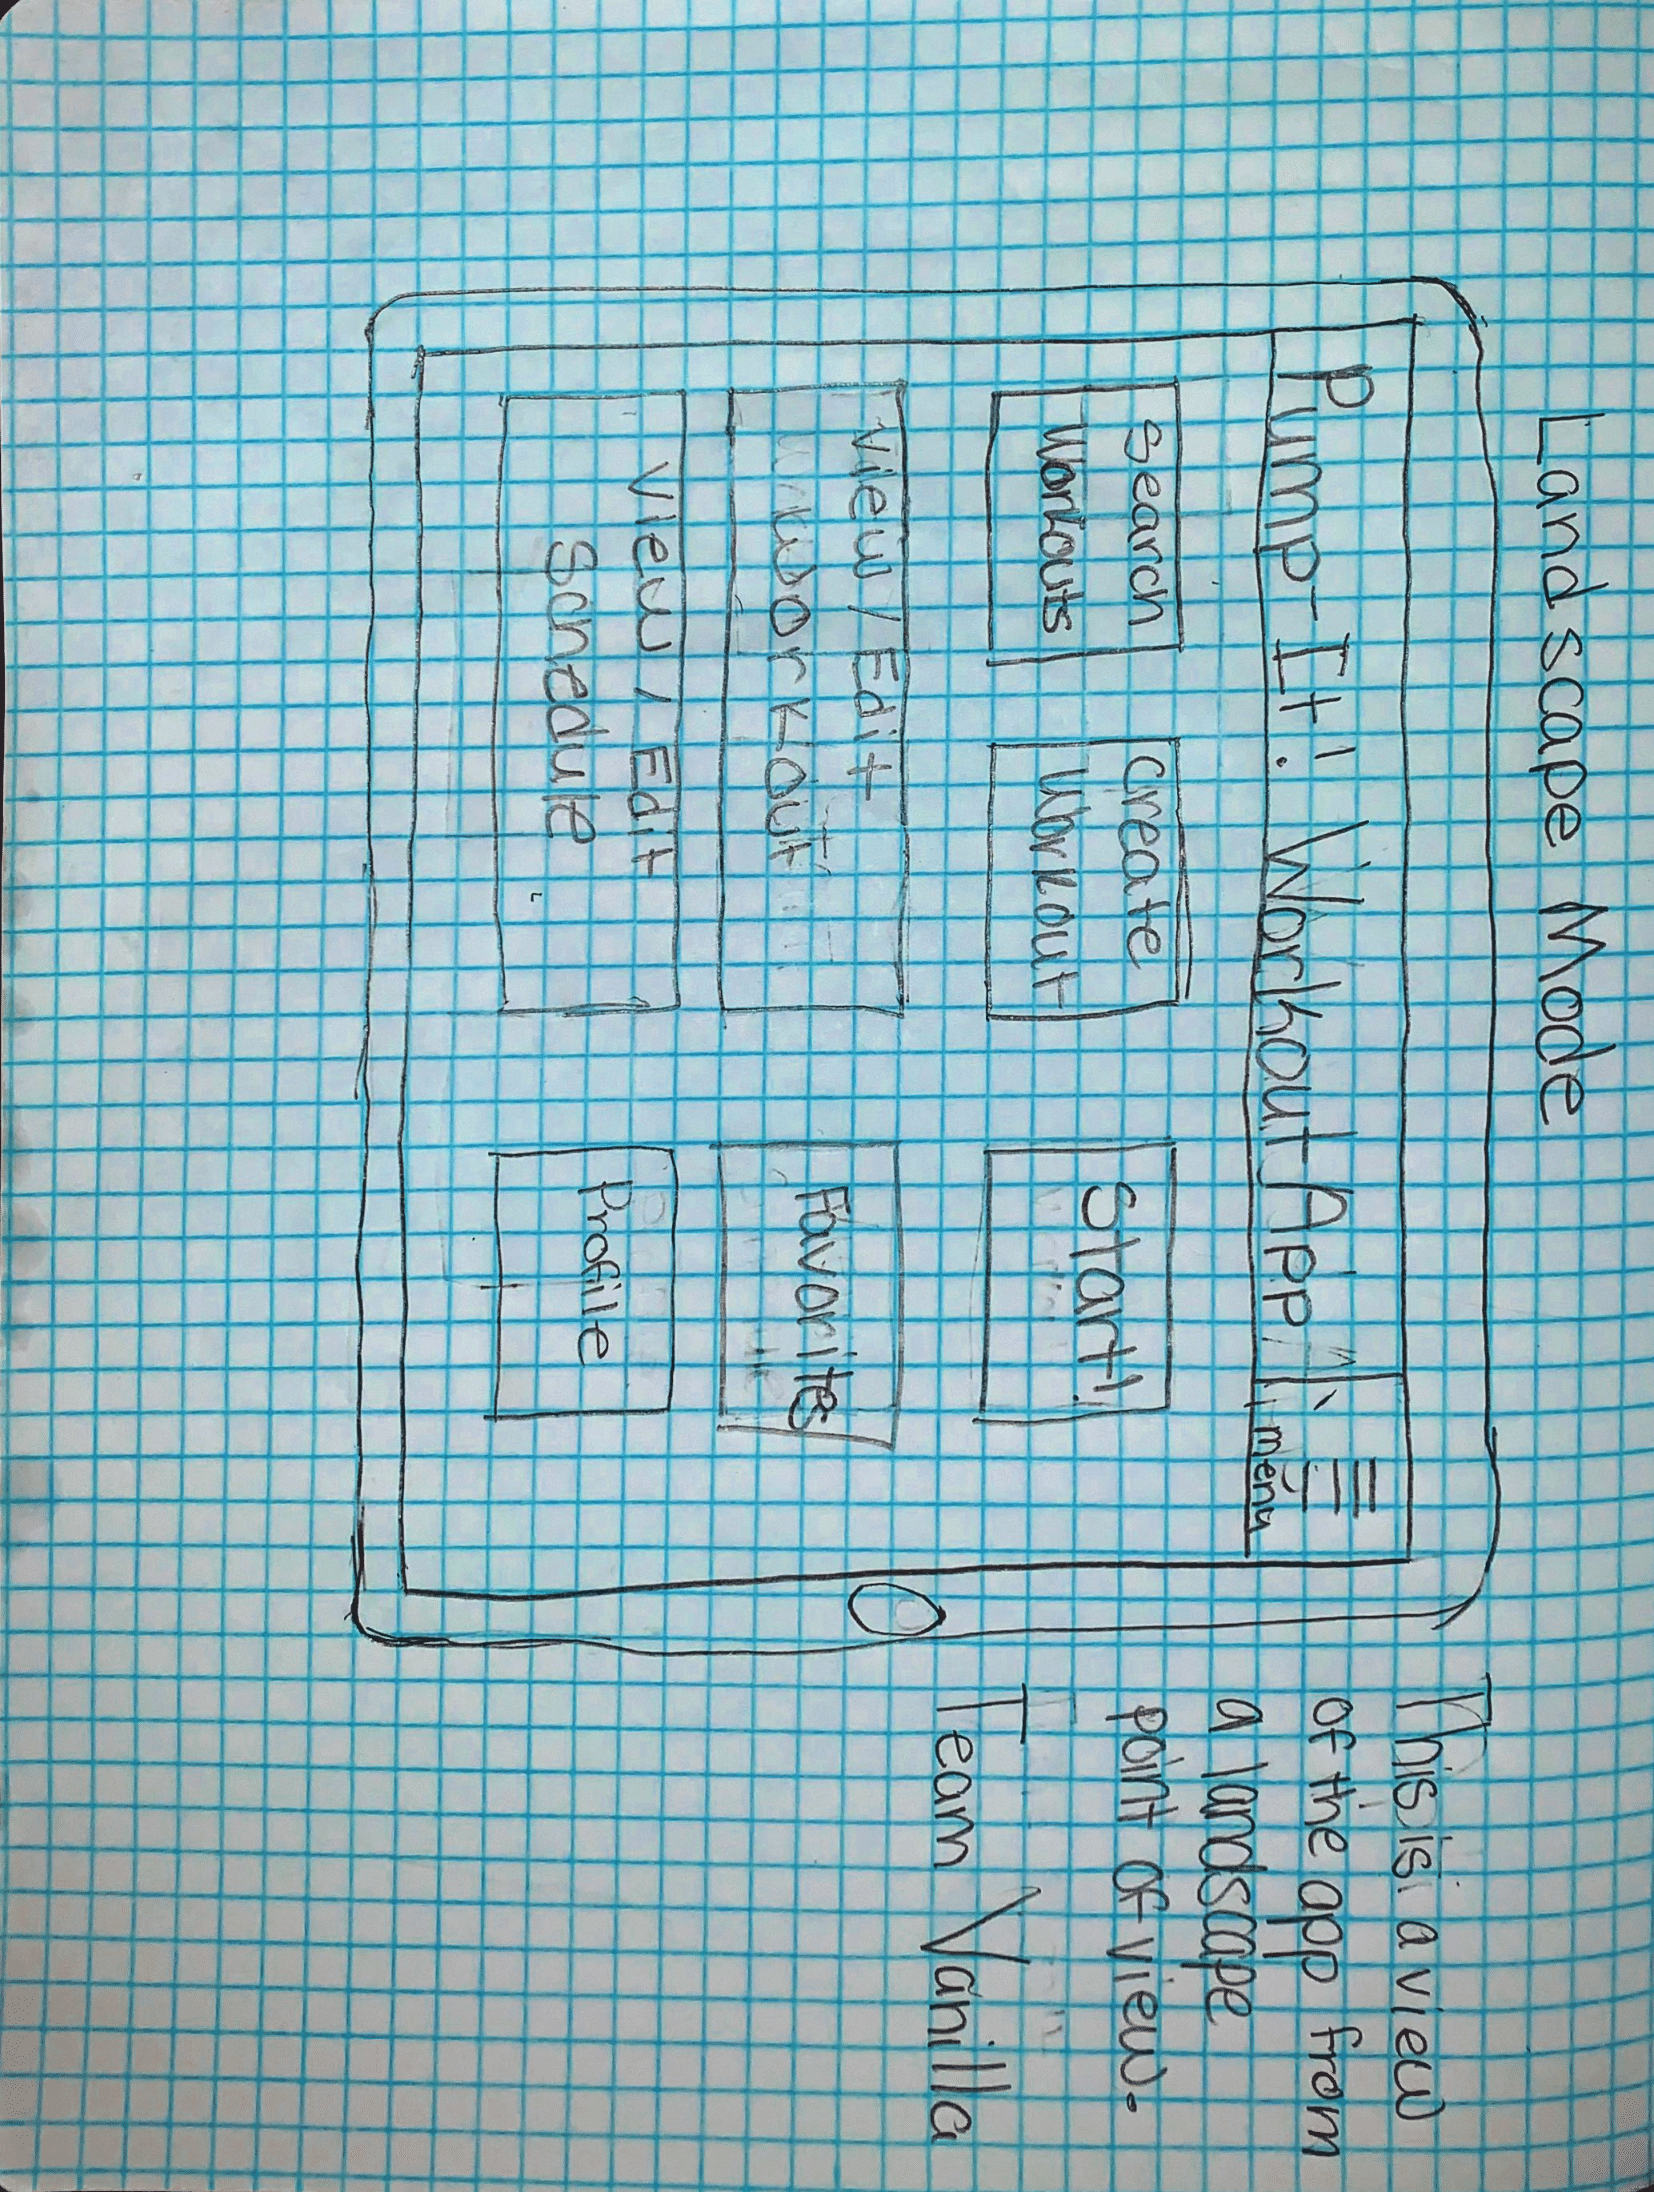 Landscape Mode
Pump-It! Workout App
menu
Search
Workouts
Create
Workout
Start!
View / Edit
Workout
Favorites
View / Edit
Schedule
Profile
This is a view
of the app from
a landscape
point of view.
Team Vanilla